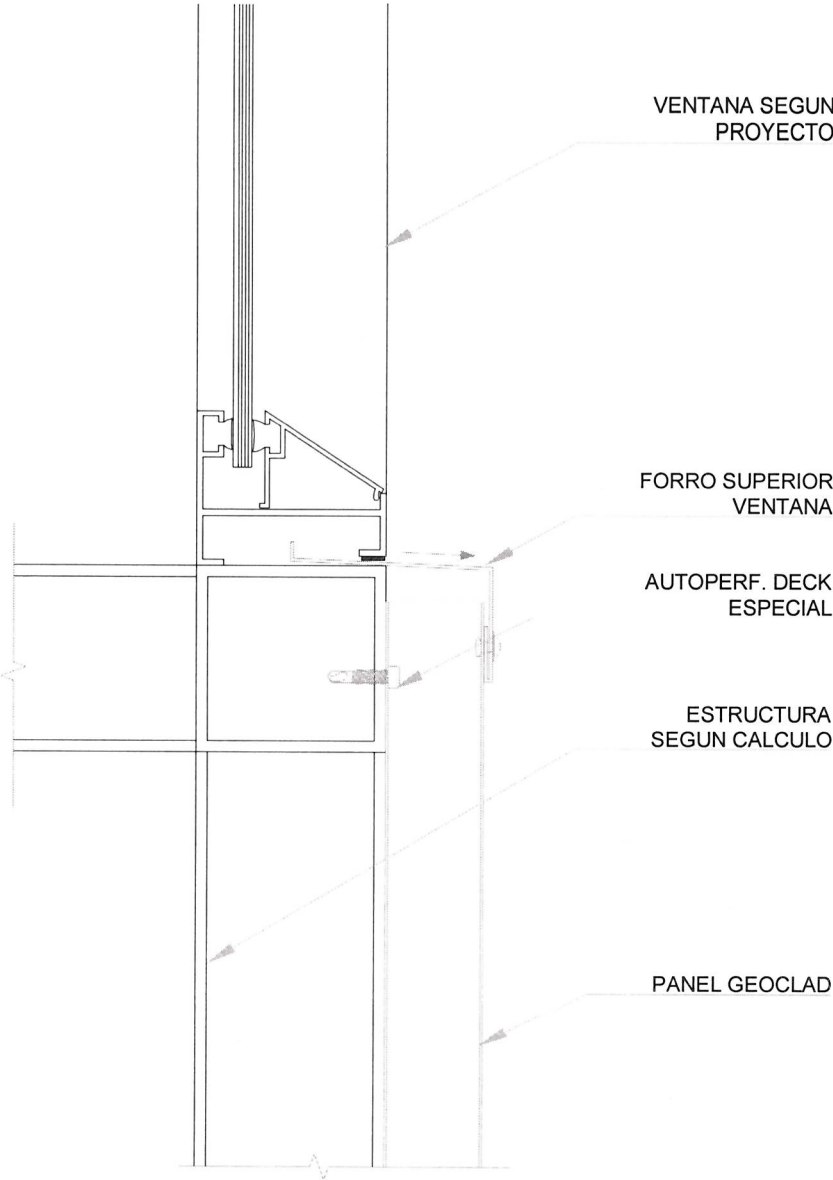 VENTANA SEGUN
PROYECTO
FORRO SUPERIOR
VENTANA
AUTOPERF. DECK
ESPECIAL
ESTRUCTURA
SEGUN CALCULO
PANEL GEOCLAD